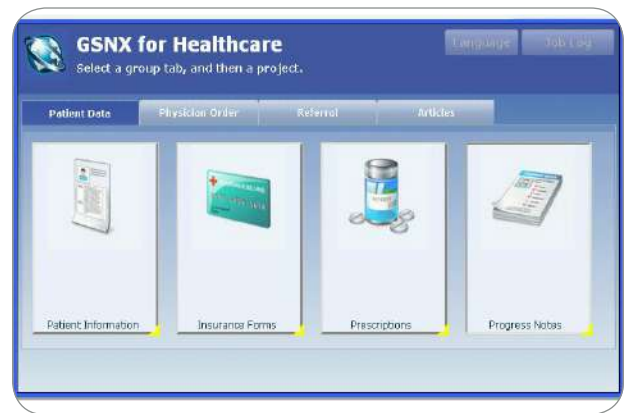 GSNX for Healthcare
Language Job Log
Select a group tab, and then a project.
Patient Data Physician Order Referral Articles
Patient Information Insurance Forms Prescriptions Progress Notes